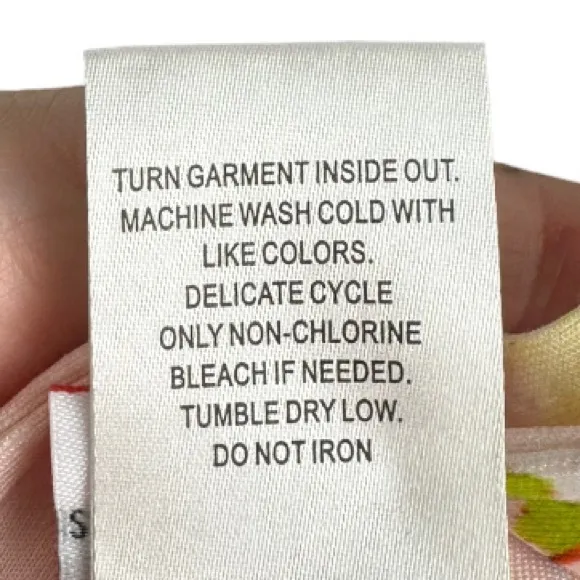 TURN GARMENT INSIDE OUT.
MACHINE WASH COLD WITH
LIKE COLORS.
DELICATE CYCLE
ONLY NON-CHLORINE
BLEACH IF NEEDED.
TUMBLE DRY LOW.
DO NOT IRON
S